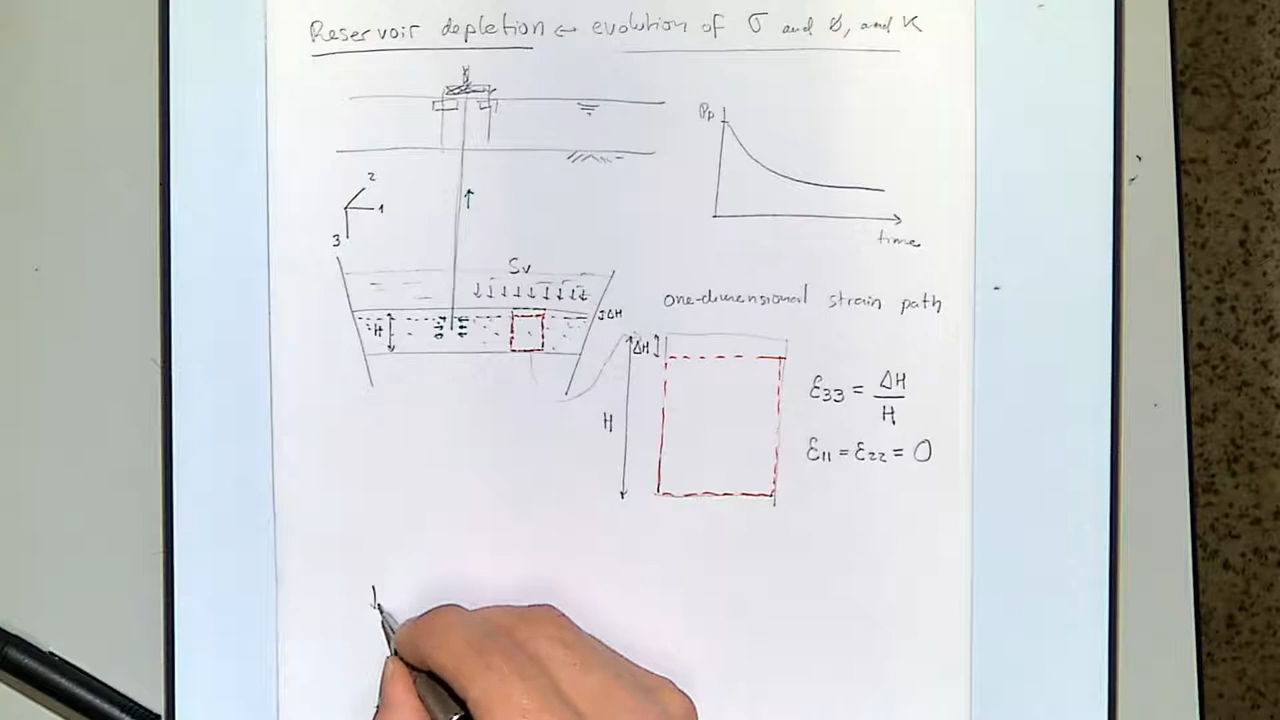 Reservoir depletion ↔ evolution of σ and ø, and K
Pp
time
2
1
3
Sv
H
ΔH
one-dimensional strain path
ΔH
H
ε33 = ΔH / H
ε11 = ε22 = 0